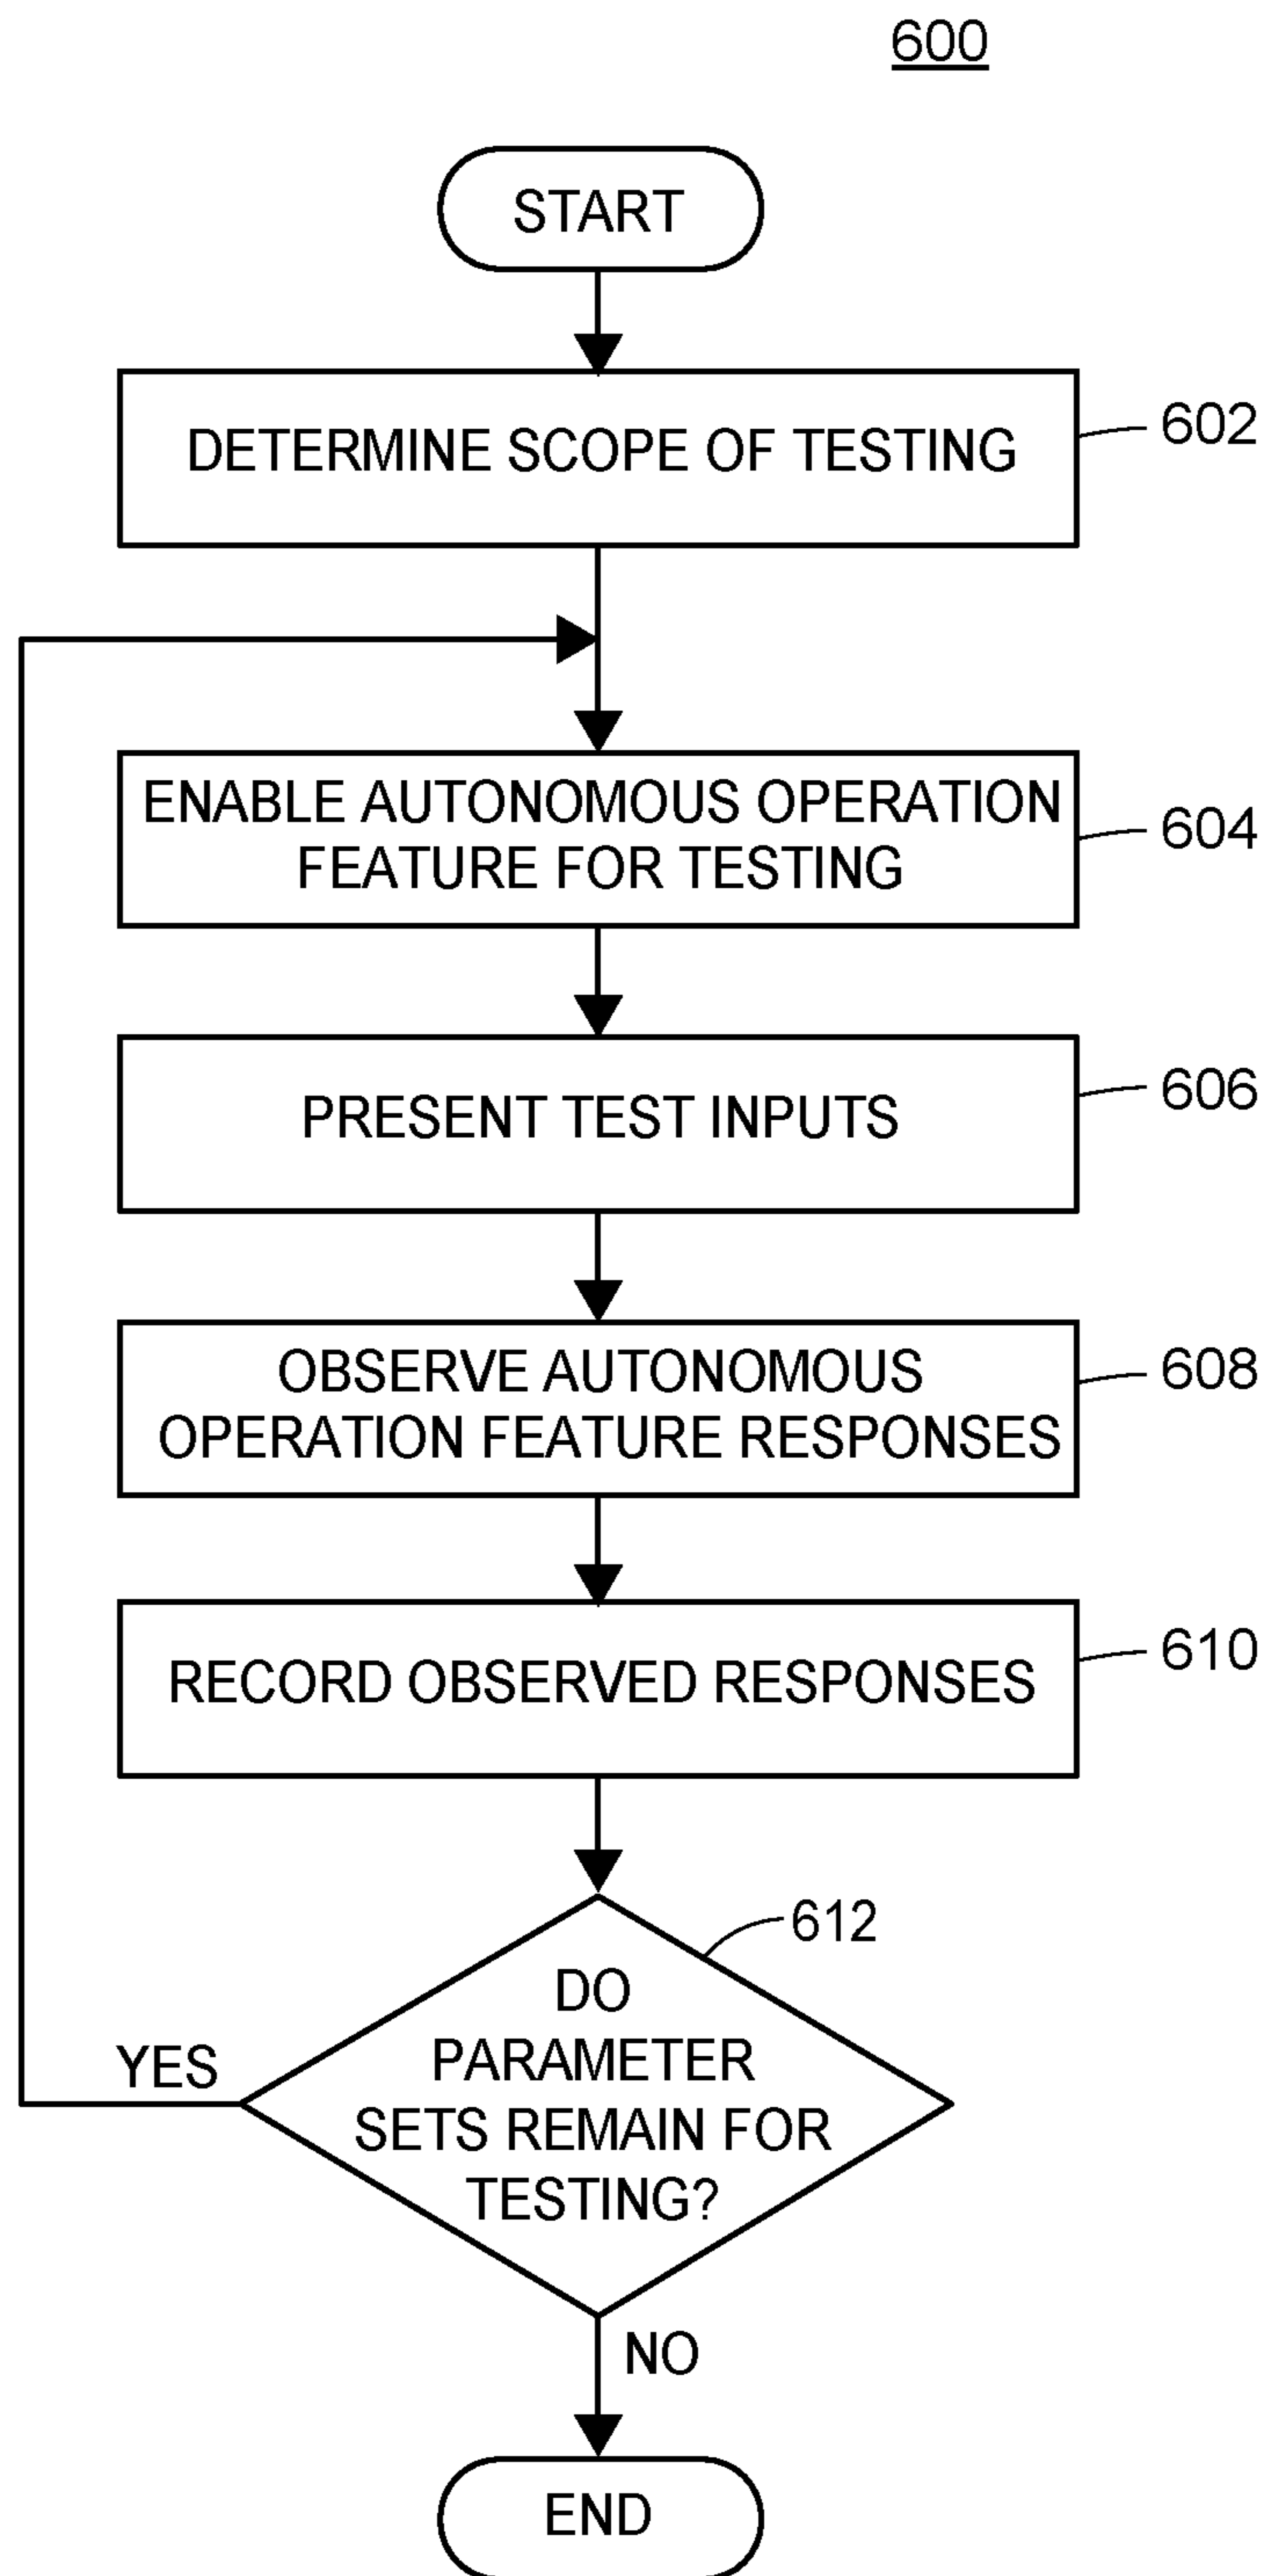 600
START
DETERMINE SCOPE OF TESTING
602
ENABLE AUTONOMOUS OPERATION
FEATURE FOR TESTING
604
PRESENT TEST INPUTS
606
OBSERVE AUTONOMOUS
OPERATION FEATURE RESPONSES
608
RECORD OBSERVED RESPONSES
610
612
DO
PARAMETER
SETS REMAIN FOR
TESTING?
YES
NO
END